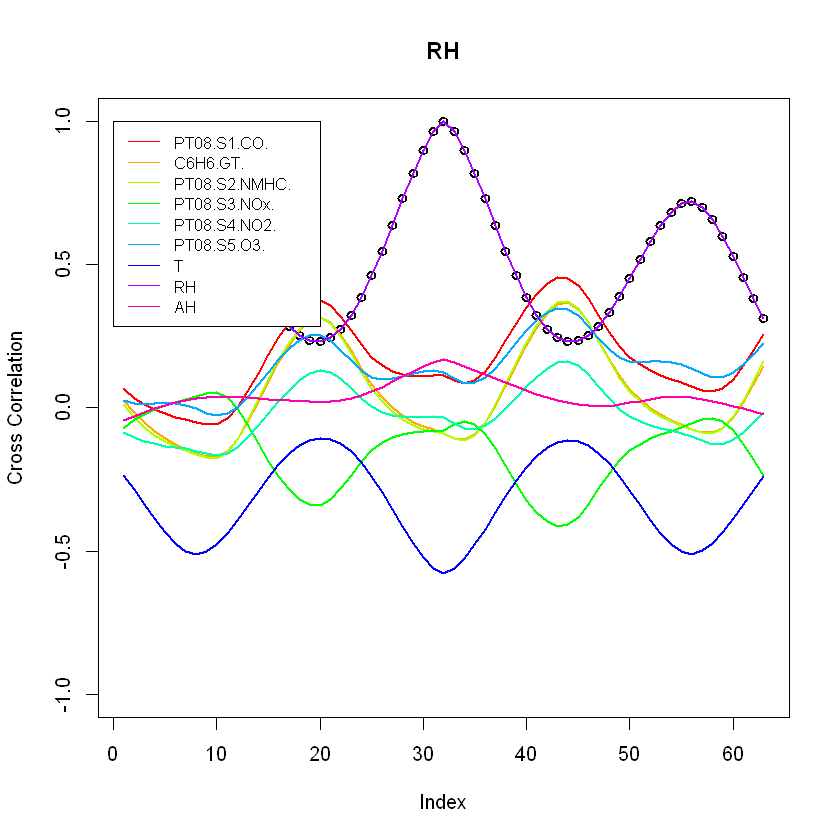 RH
Cross Correlation
1.0
0.5
0.0
-0.5
-1.0
PT08.S1.CO.
C6H6.GT.
PT08.S2.NMHC.
PT08.S3.NOx.
PT08.S4.NO2.
PT08.S5.O3.
T
RH
AH
0 10 20 30 40 50 60
Index